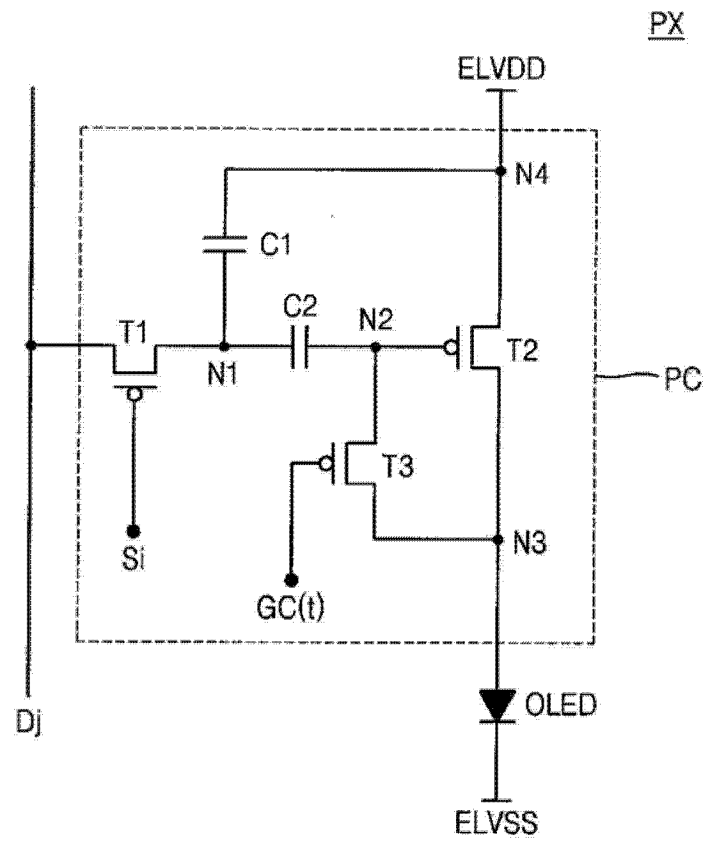 PX
ELVDD
N4
C1
C2
T1
N2
N1
T2
PC
T3
N3
Si
GC(t)
Dj
OLED
ELVSS